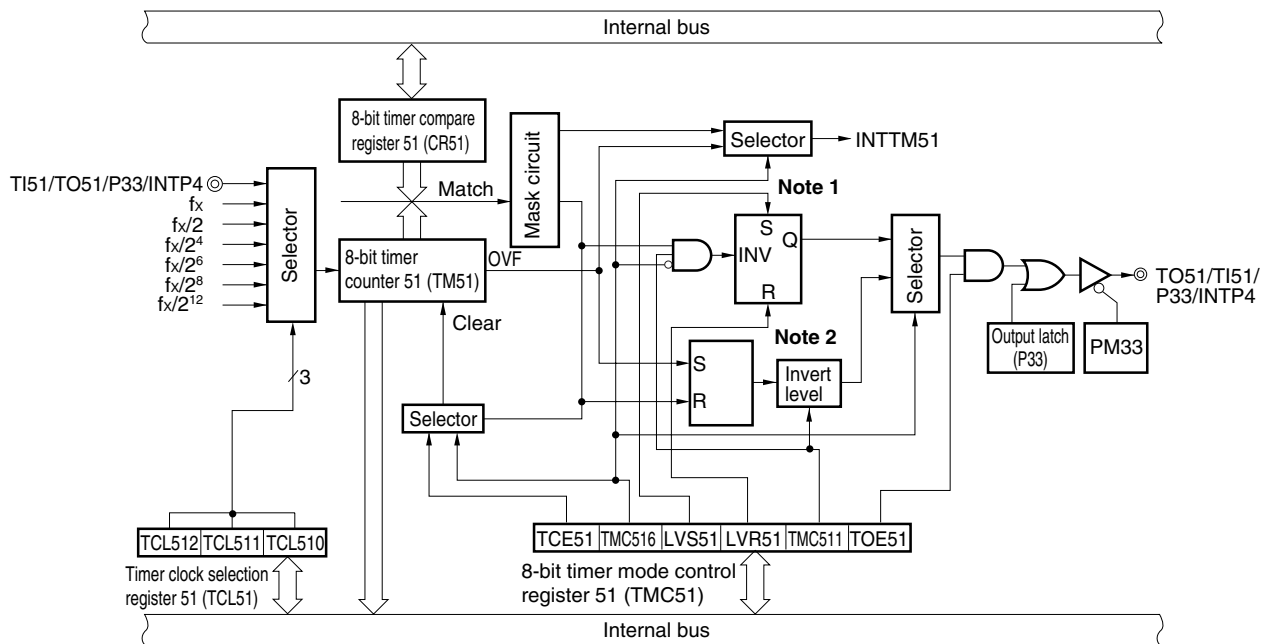 Internal bus
8-bit timer compare
register 51 (CR51)
Mask circuit
Selector
INTTM51
TI51/TO51/P33/INTP4
Match
Note 1
fx
fx/2
fx/2⁴
fx/2⁶
fx/2⁸
fx/2¹²
Selector
8-bit timer
counter 51 (TM51)
OVF
Clear
S
INV
Q
R
Selector
TO51/TI51/
P33/INTP4
Note 2
Output latch
(P33)
PM33
S
R
Invert
level
3
Selector
TCL512
TCL511
TCL510
Timer clock selection
register 51 (TCL51)
TCE51
TMC516
LVS51
LVR51
TMC511
TOE51
8-bit timer mode control
register 51 (TMC51)
Internal bus